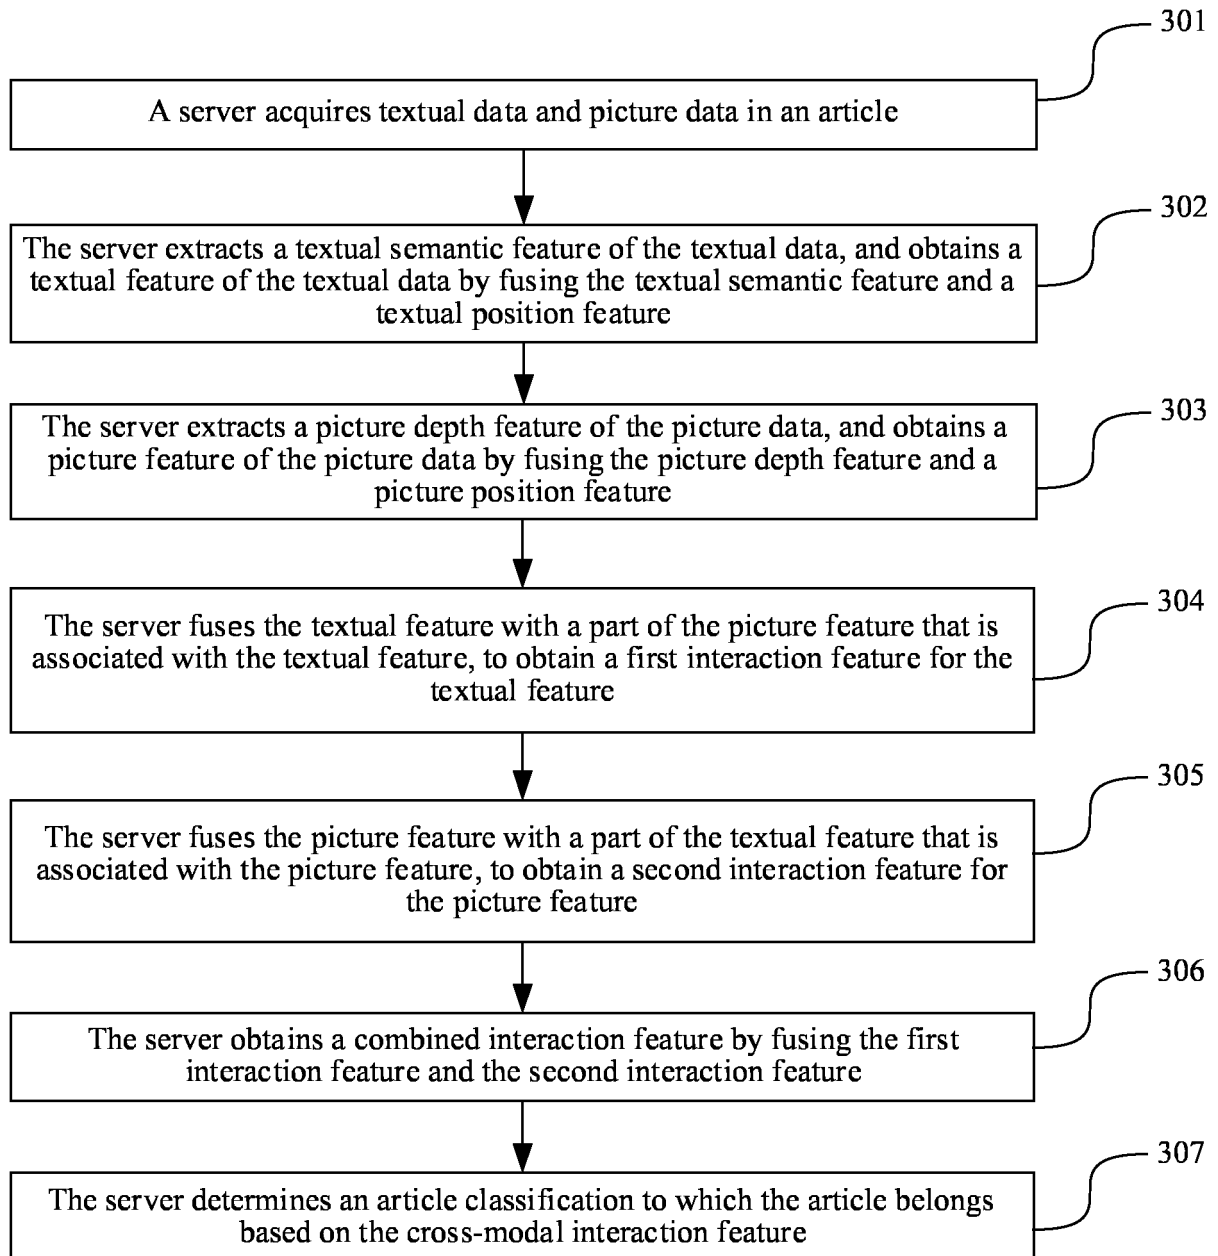 301
A server acquires textual data and picture data in an article
302
The server extracts a textual semantic feature of the textual data, and obtains a
textual feature of the textual data by fusing the textual semantic feature and a
textual position feature
303
The server extracts a picture depth feature of the picture data, and obtains a
picture feature of the picture data by fusing the picture depth feature and a
picture position feature
304
The server fuses the textual feature with a part of the picture feature that is
associated with the textual feature, to obtain a first interaction feature for the
textual feature
305
The server fuses the picture feature with a part of the textual feature that is
associated with the picture feature, to obtain a second interaction feature for
the picture feature
306
The server obtains a combined interaction feature by fusing the first
interaction feature and the second interaction feature
307
The server determines an article classification to which the article belongs
based on the cross-modal interaction feature